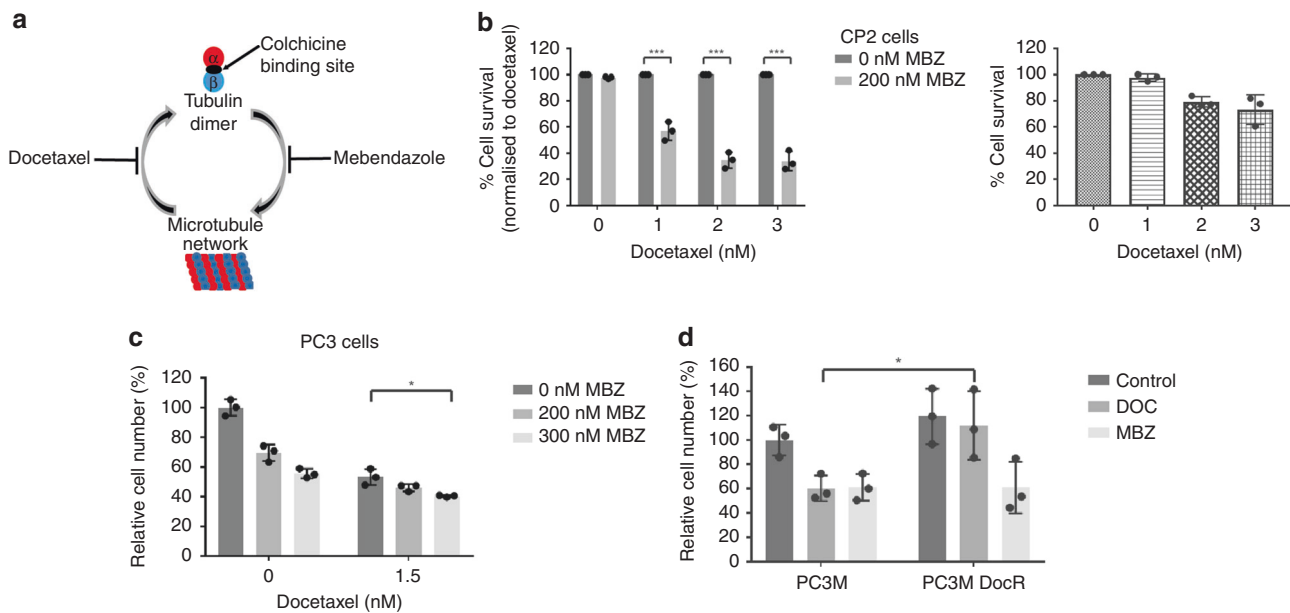 a
α
β
Colchicine
binding site
Tubulin
dimer
Docetaxel
Mebendazole
Microtubule
network
b
CP2 cells
0 nM MBZ
200 nM MBZ
% Cell survival
(normalised to docetaxel)
120
100
80
60
40
20
0
***
***
***
0 1 2 3
Docetaxel (nM)
% Cell survival
120
100
80
60
40
20
0
0 1 2 3
Docetaxel (nM)
c
PC3 cells
Relative cell number (%)
120
100
80
60
40
20
0
*
0 nM MBZ
200 nM MBZ
300 nM MBZ
0 1.5
Docetaxel (nM)
d
Relative cell number (%)
160
140
120
100
80
60
40
20
0
*
Control
DOC
MBZ
PC3M PC3M DocR